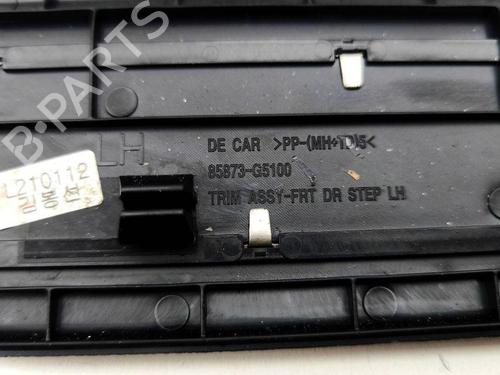 B-PARTS
DE CAR >PP-(MH+TD)5<
LH
85873-G5100
TRIM ASSY-FRT DR STEP LH
L210112